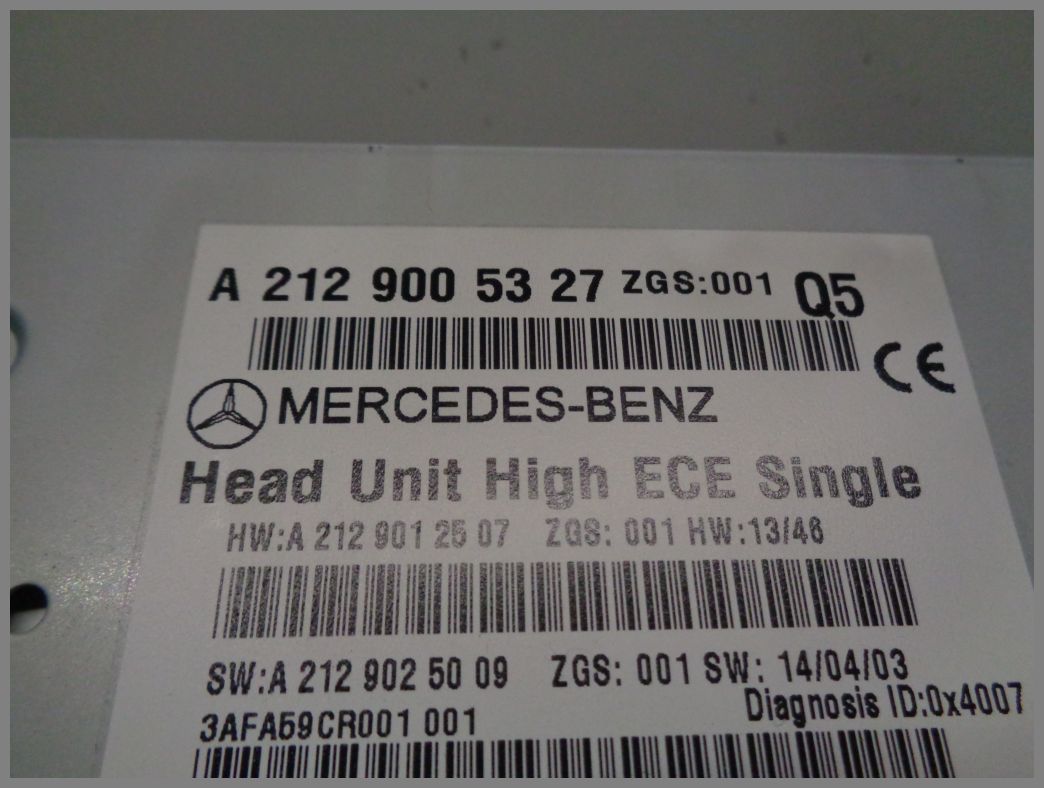 A 212 900 53 27 ZGS:001 Q5
CE
MERCEDES-BENZ
Head Unit High ECE Single
HW:A 212 901 25 07 ZGS: 001 HW:13/46
SW:A 212 902 50 09 ZGS: 001 SW: 14/04/03
Diagnosis ID:0x4007
3AFA59CR001 001